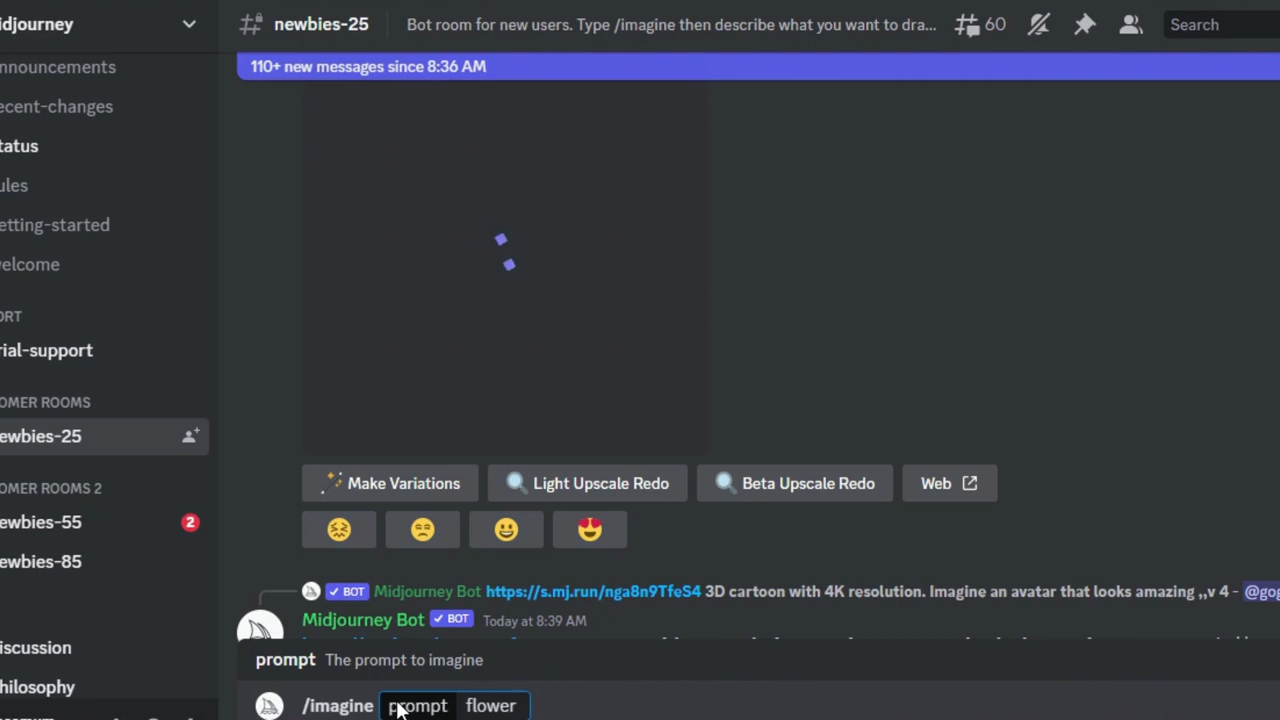 djourney
newbies-25
Bot room for new users. Type /imagine then describe what you want to dra...
60
Search
nnouncements
110+ new messages since 8:36 AM
ecent-changes
tatus
ules
etting-started
elcome
ORT
rial-support
OMER ROOMS
ewbies-25
Make Variations
Light Upscale Redo
Beta Upscale Redo
Web
OMER ROOMS 2
ewbies-55
2
ewbies-85
BOT Midjourney Bot https://s.mj.run/nga8n9TfeS4 3D cartoon with 4K resolution. Imagine an avatar that looks amazing ,,v 4 - @gog
Midjourney Bot BOT Today at 8:39 AM
iscussion
prompt The prompt to imagine
hilosophy
/imagine prompt flower